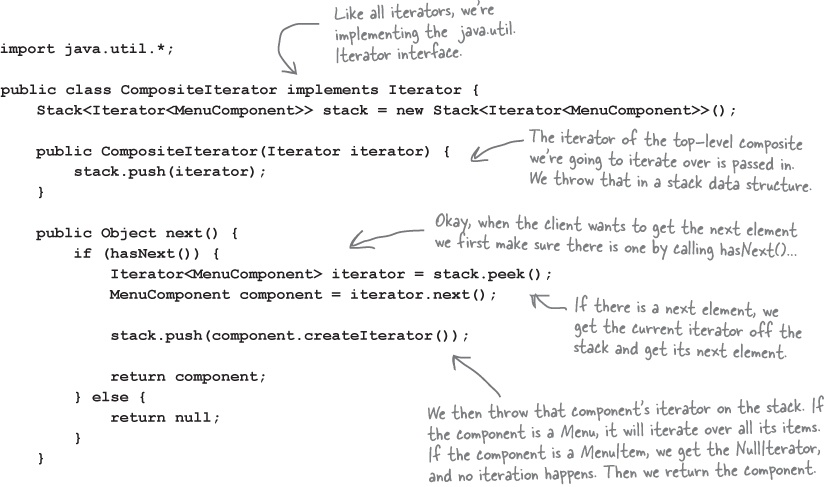 Like all iterators, we're
implementing the java.util.
Iterator interface.
import java.util.*;
public class CompositeIterator implements Iterator {
Stack<Iterator<MenuComponent>> stack = new Stack<Iterator<MenuComponent>>();
public CompositeIterator(Iterator iterator) {
stack.push(iterator);
}
The iterator of the top-level composite
we're going to iterate over is passed in.
We throw that in a stack data structure.
public Object next() {
if (hasNext()) {
Iterator<MenuComponent> iterator = stack.peek();
MenuComponent component = iterator.next();
stack.push(component.createIterator());
return component;
} else {
return null;
}
}
Okay, when the client wants to get the next element
we first make sure there is one by calling hasNext()...
If there is a next element, we
get the current iterator off the
stack and get its next element.
We then throw that component's iterator on the stack. If
the component is a Menu, it will iterate over all its items.
If the component is a MenuItem, we get the NullIterator,
and no iteration happens. Then we return the component.